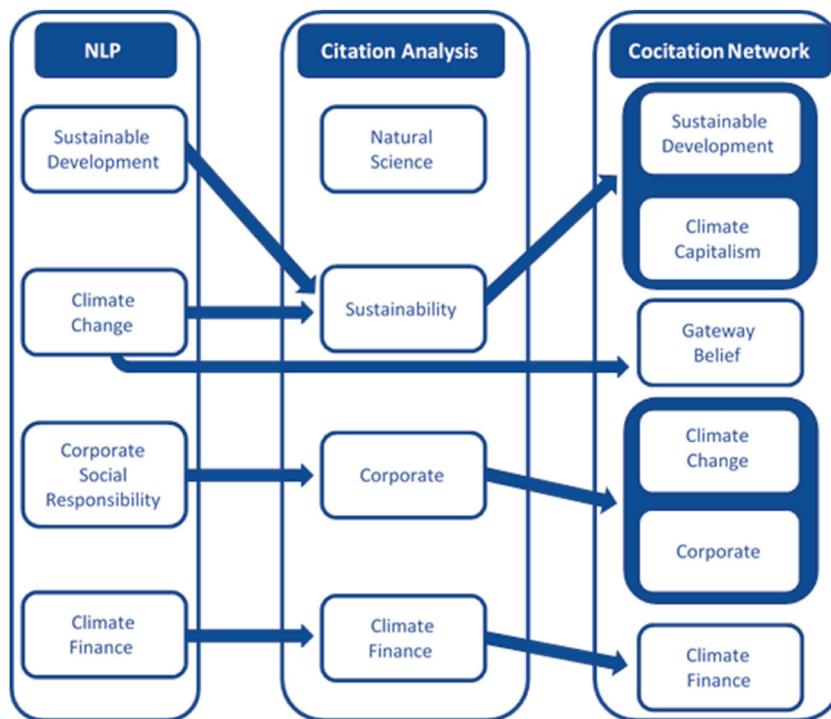 NLP
Sustainable
Development
Climate
Change
Corporate
Social
Responsibility
Climate
Finance
Citation Analysis
Natural
Science
Sustainability
Corporate
Climate
Finance
Cocitation Network
Sustainable
Development
Climate
Capitalism
Gateway
Belief
Climate
Change
Corporate
Climate
Finance